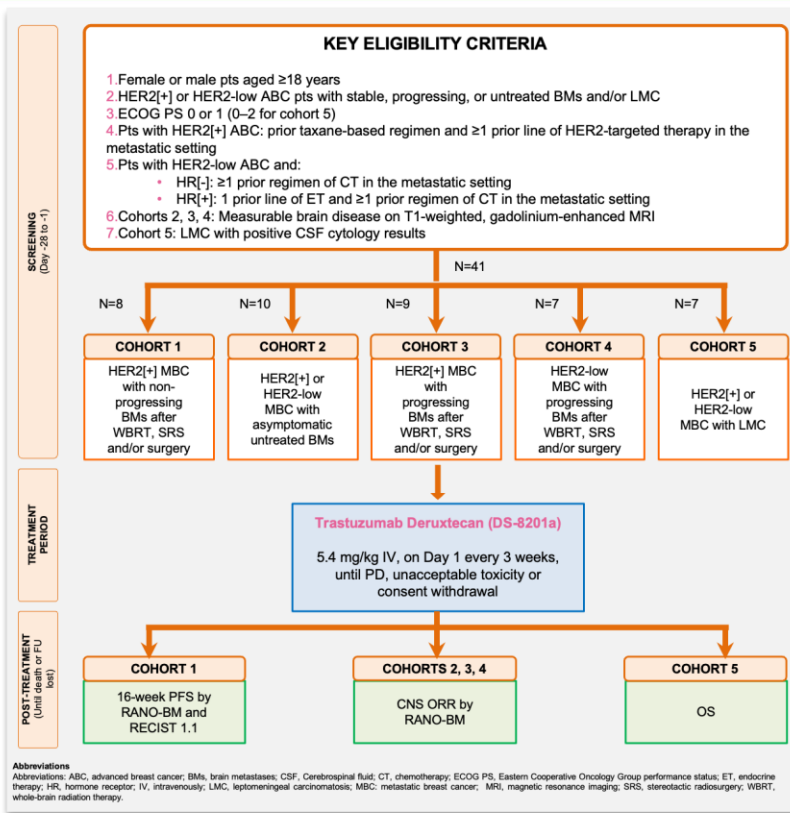 KEY ELIGIBILITY CRITERIA
1.Female or male pts aged ≥18 years
2.HER2[+] or HER2-low ABC pts with stable, progressing, or untreated BMs and/or LMC
3.ECOG PS 0 or 1 (0–2 for cohort 5)
4.Pts with HER2[+] ABC: prior taxane-based regimen and ≥1 prior line of HER2-targeted therapy in the
metastatic setting
5.Pts with HER2-low ABC and:
• HR[-]: ≥1 prior regimen of CT in the metastatic setting
• HR[+]: 1 prior line of ET and ≥1 prior regimen of CT in the metastatic setting
6.Cohorts 2, 3, 4: Measurable brain disease on T1-weighted, gadolinium-enhanced MRI
7.Cohort 5: LMC with positive CSF cytology results
SCREENING
(Day -28 to -1)
N=41
N=8
N=10
N=9
N=7
N=7
COHORT 1
HER2[+] MBC
with non-
progressing
BMs after
WBRT, SRS
and/or surgery
COHORT 2
HER2[+] or
HER2-low
MBC with
asymptomatic
untreated BMs
COHORT 3
HER2[+] MBC
with
progressing
BMs after
WBRT, SRS
and/or surgery
COHORT 4
HER2-low
MBC with
progressing
BMs after
WBRT, SRS
and/or surgery
COHORT 5
HER2[+] or
HER2-low
MBC with LMC
TREATMENT
PERIOD
Trastuzumab Deruxtecan (DS-8201a)
5.4 mg/kg IV, on Day 1 every 3 weeks,
until PD, unacceptable toxicity or
consent withdrawal
POST-TREATMENT
(Until death or FU
lost)
COHORT 1
16-week PFS by
RANO-BM and
RECIST 1.1
COHORTS 2, 3, 4
CNS ORR by
RANO-BM
COHORT 5
OS
Abbreviations
Abbreviations: ABC, advanced breast cancer; BMs, brain metastases; CSF, Cerebrospinal fluid; CT, chemotherapy; ECOG PS, Eastern Cooperative Oncology Group performance status; ET, endocrine
therapy; HR, hormone receptor; IV, intravenously; LMC, leptomeningeal carcinomatosis; MBC: metastatic breast cancer; MRI, magnetic resonance imaging; SRS, stereotactic radiosurgery; WBRT,
whole-brain radiation therapy.